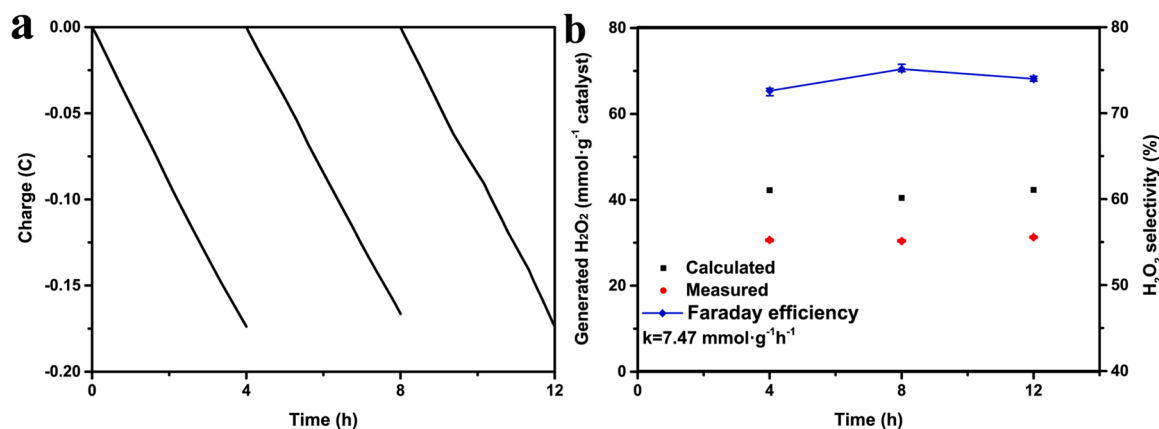 a
0.00
-0.05
-0.10
-0.15
-0.20
Charge (C)
0
4
8
12
Time (h)
b
80
60
40
20
0
Generated H₂O₂ (mmol·g⁻¹ catalyst)
Calculated
Measured
Faraday efficiency
k=7.47 mmol·g⁻¹h⁻¹
0
4
8
12
Time (h)
80
70
60
50
40
H₂O₂ selectivity (%)